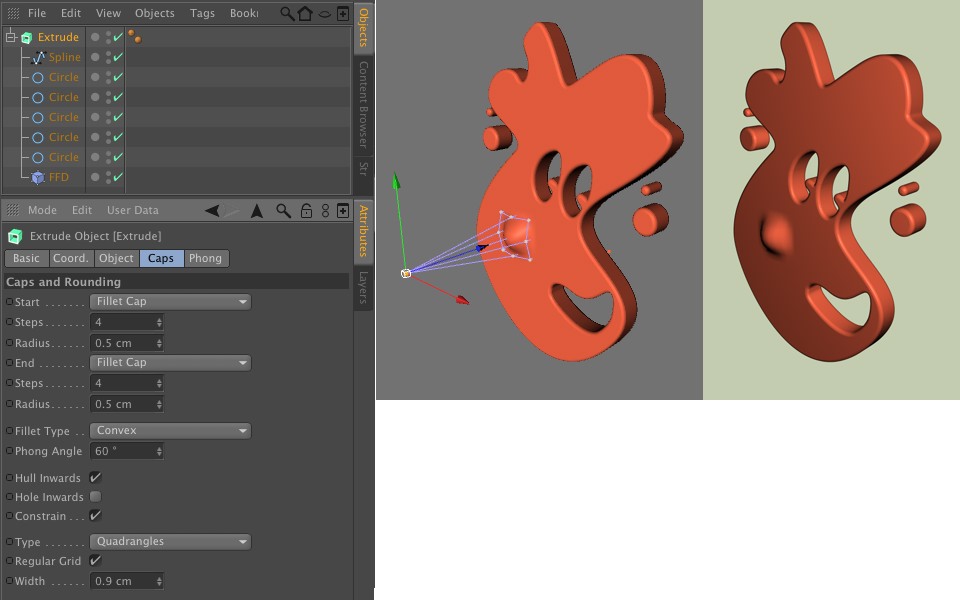 File Edit View Objects Tags Book
Extrude
Spline
Circle
Circle
Circle
Circle
Circle
FFD
Objects
Content Browser
Str
Mode Edit User Data
Extrude Object [Extrude]
Basic Coord. Object Caps Phong
Caps and Rounding
Start Fillet Cap
Steps 4
Radius 0.5 cm
End Fillet Cap
Steps 4
Radius 0.5 cm
Fillet Type Convex
Phong Angle 60 °
Hull Inwards
Hole Inwards
Constrain
Type Quadrangles
Regular Grid
Width 0.9 cm
Attributes
Layers